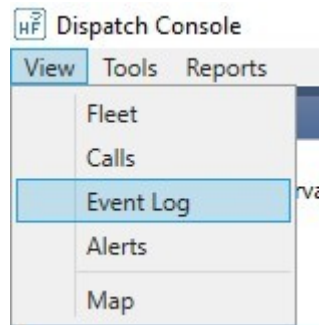 HF Dispatch Console
View Tools Reports
Fleet
Calls
Event Log
Alerts
Map